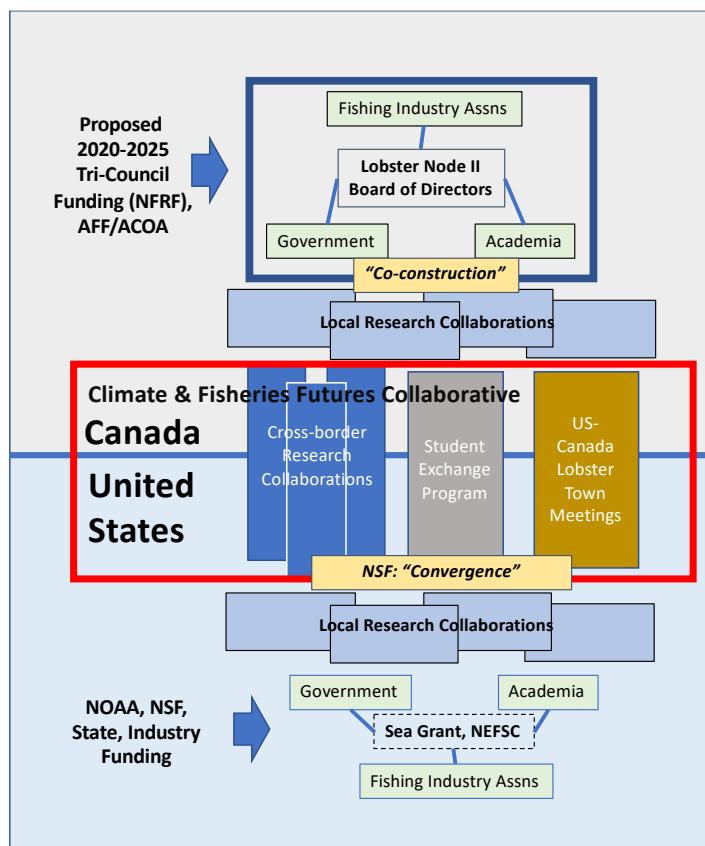 Fishing Industry Assns
Proposed
2020-2025
Tri-Council
Funding (NFRF),
AFF/ACOA
Lobster Node II
Board of Directors
Government
Academia
“Co-construction”
Local Research Collaborations
Climate & Fisheries Futures Collaborative
Canada
United
States
Cross-border
Research
Collaborations
Student
Exchange
Program
US-
Canada
Lobster
Town
Meetings
NSF: “Convergence”
Local Research Collaborations
Government
Academia
NOAA, NSF,
State, Industry
Funding
Sea Grant, NEFSC
Fishing Industry Assns